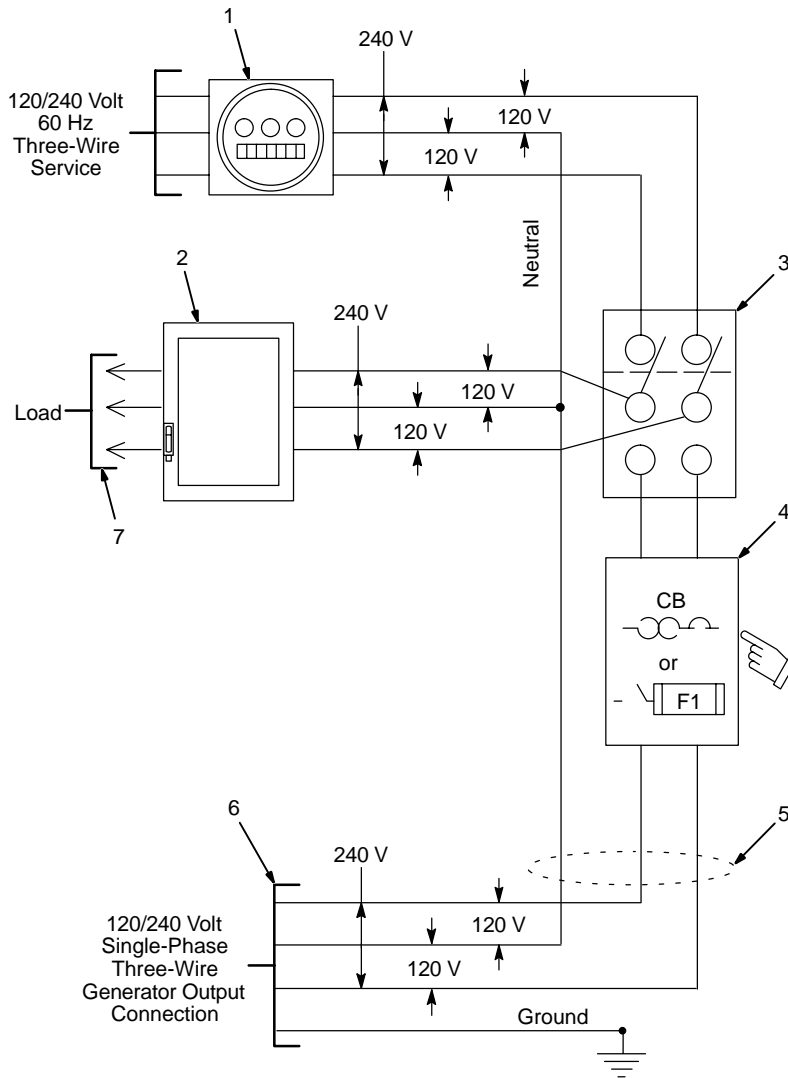 1
240 V
120/240 Volt
60 Hz
Three-Wire
Service
120 V
120 V
Neutral
2
3
240 V
120 V
Load
120 V
7
4
CB
or
F1
6
5
240 V
120/240 Volt
Single-Phase
Three-Wire
Generator Output
Connection
120 V
120 V
Ground